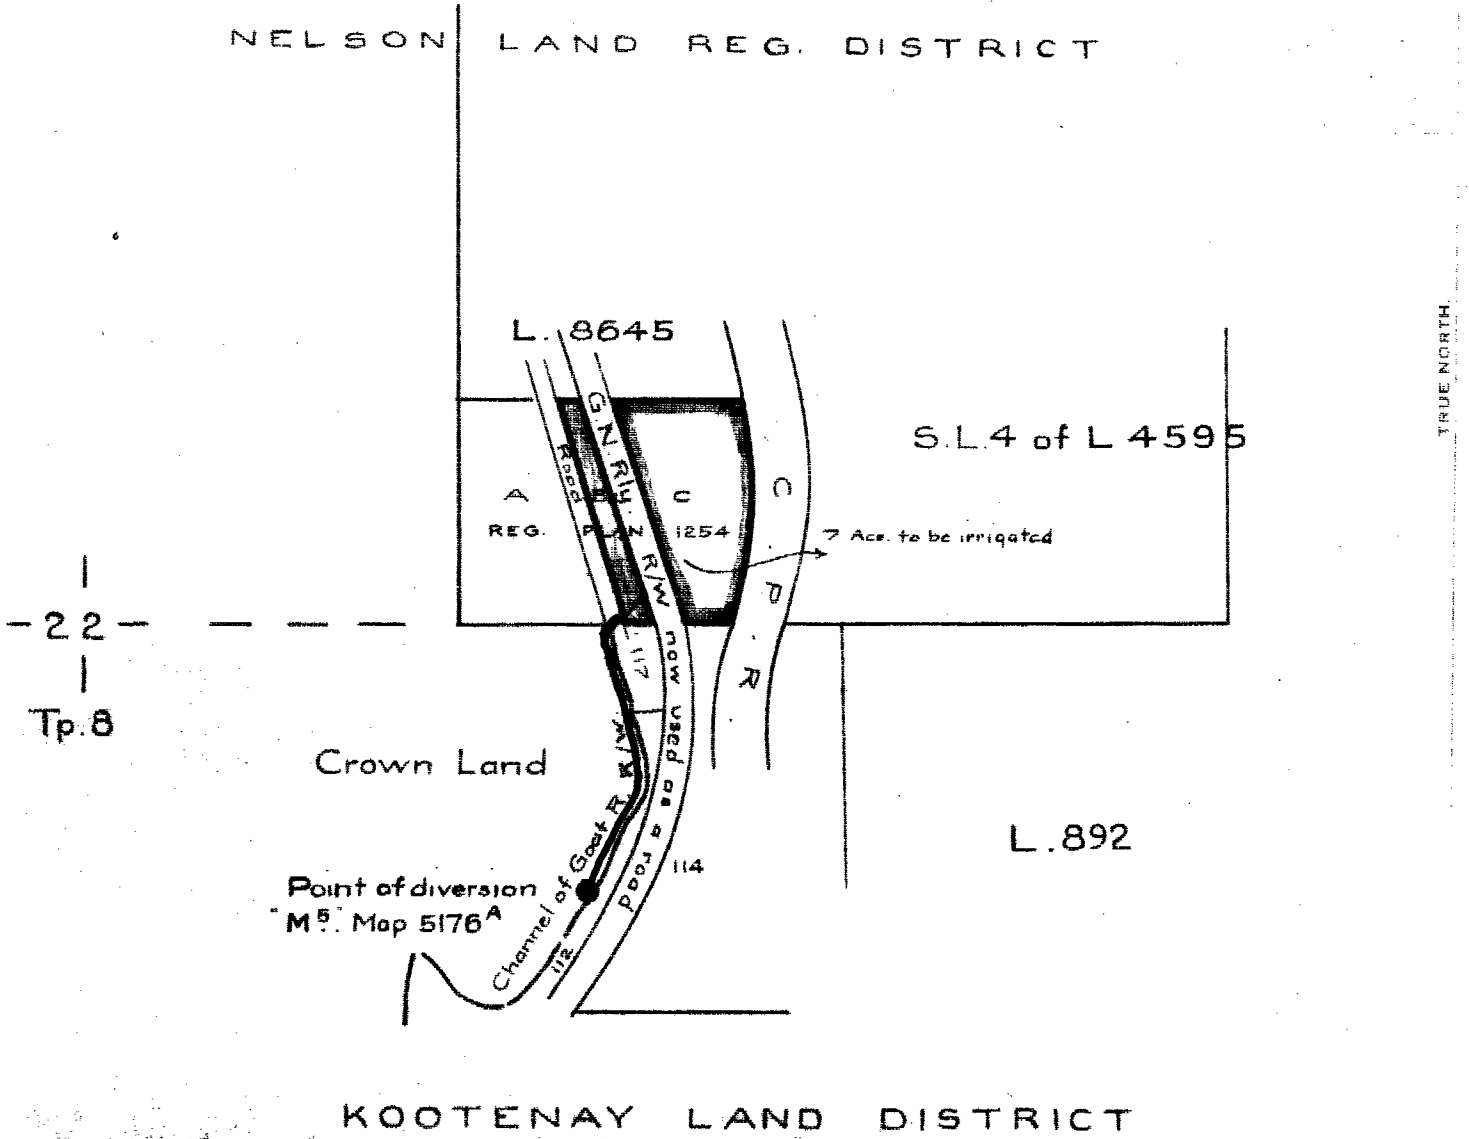 NELSON LAND REG. DISTRICT
TRUE NORTH.
L. 8645
S.L.4 of L 4595
G.N. Rly. R/W now used as a road
Road
A B C
REG. PLAN 1254
7 Acs. to be irrigated
C.P.R
22
Tp. 8
117
Crown Land
R/W
L. 892
114
Point of diversion
"M⁵". Map 5176ᴬ
Channel of Goat R.
112
KOOTENAY LAND DISTRICT